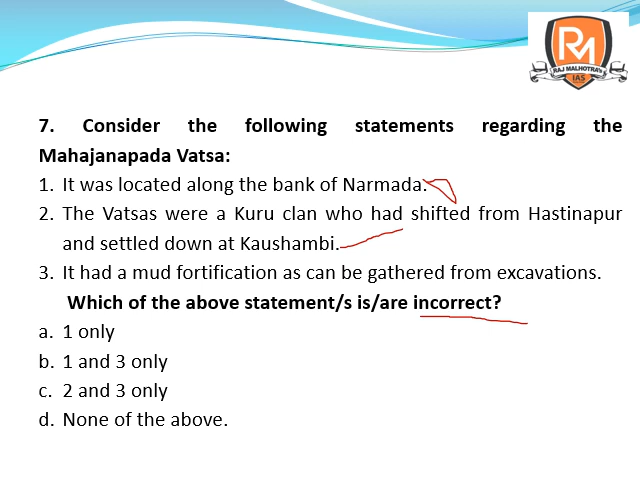 RM
RAJ MALHOTRA's
IAS
7. Consider the following statements regarding the
Mahajanapada Vatsa:
1. It was located along the bank of Narmada.
2. The Vatsas were a Kuru clan who had shifted from Hastinapur
and settled down at Kaushambi.
3. It had a mud fortification as can be gathered from excavations.
Which of the above statement/s is/are incorrect?
a. 1 only
b. 1 and 3 only
c. 2 and 3 only
d. None of the above.